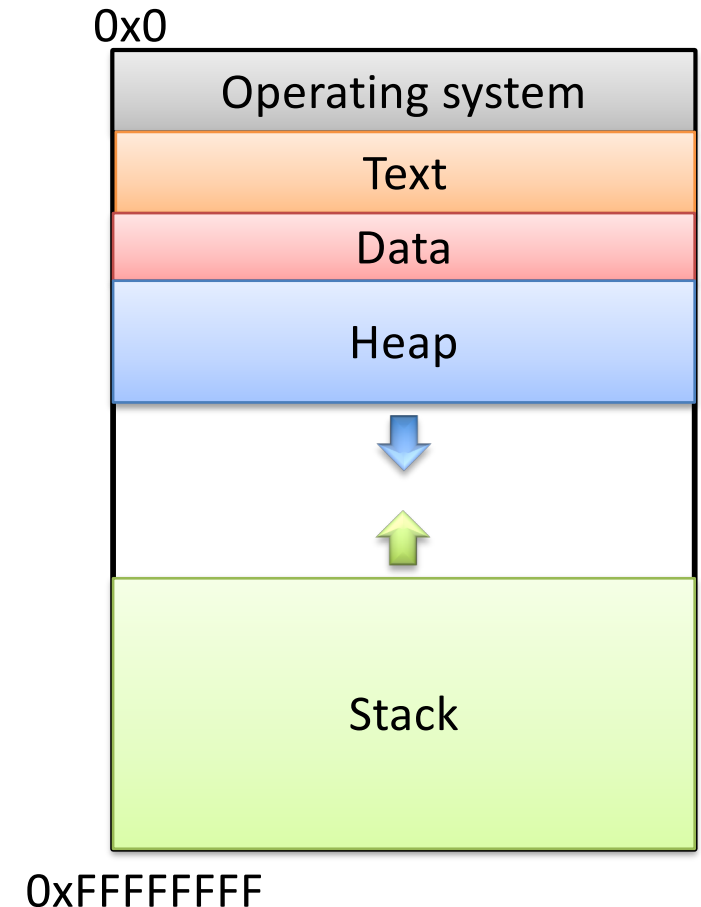 0x0
Operating system
Text
Data
Heap
Stack
0xFFFFFFFF